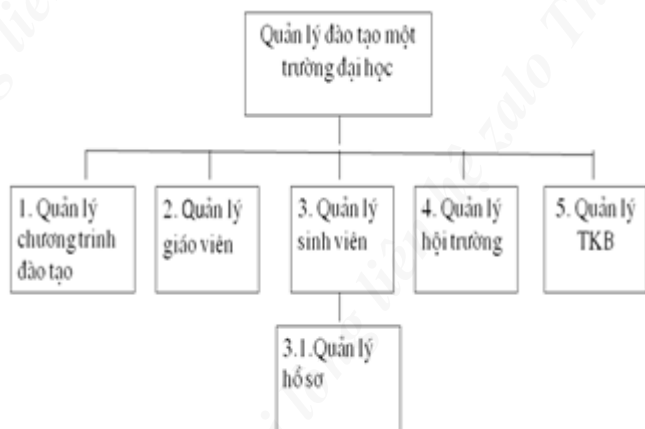 Quản lý đào tạo một
trường đại học
1. Quản lý
chương trình
đào tạo
2. Quản lý
giáo viên
3. Quản lý
sinh viên
4. Quản lý
hội trường
5. Quản lý
TKB
3.1.Quản lý
hồ sơ